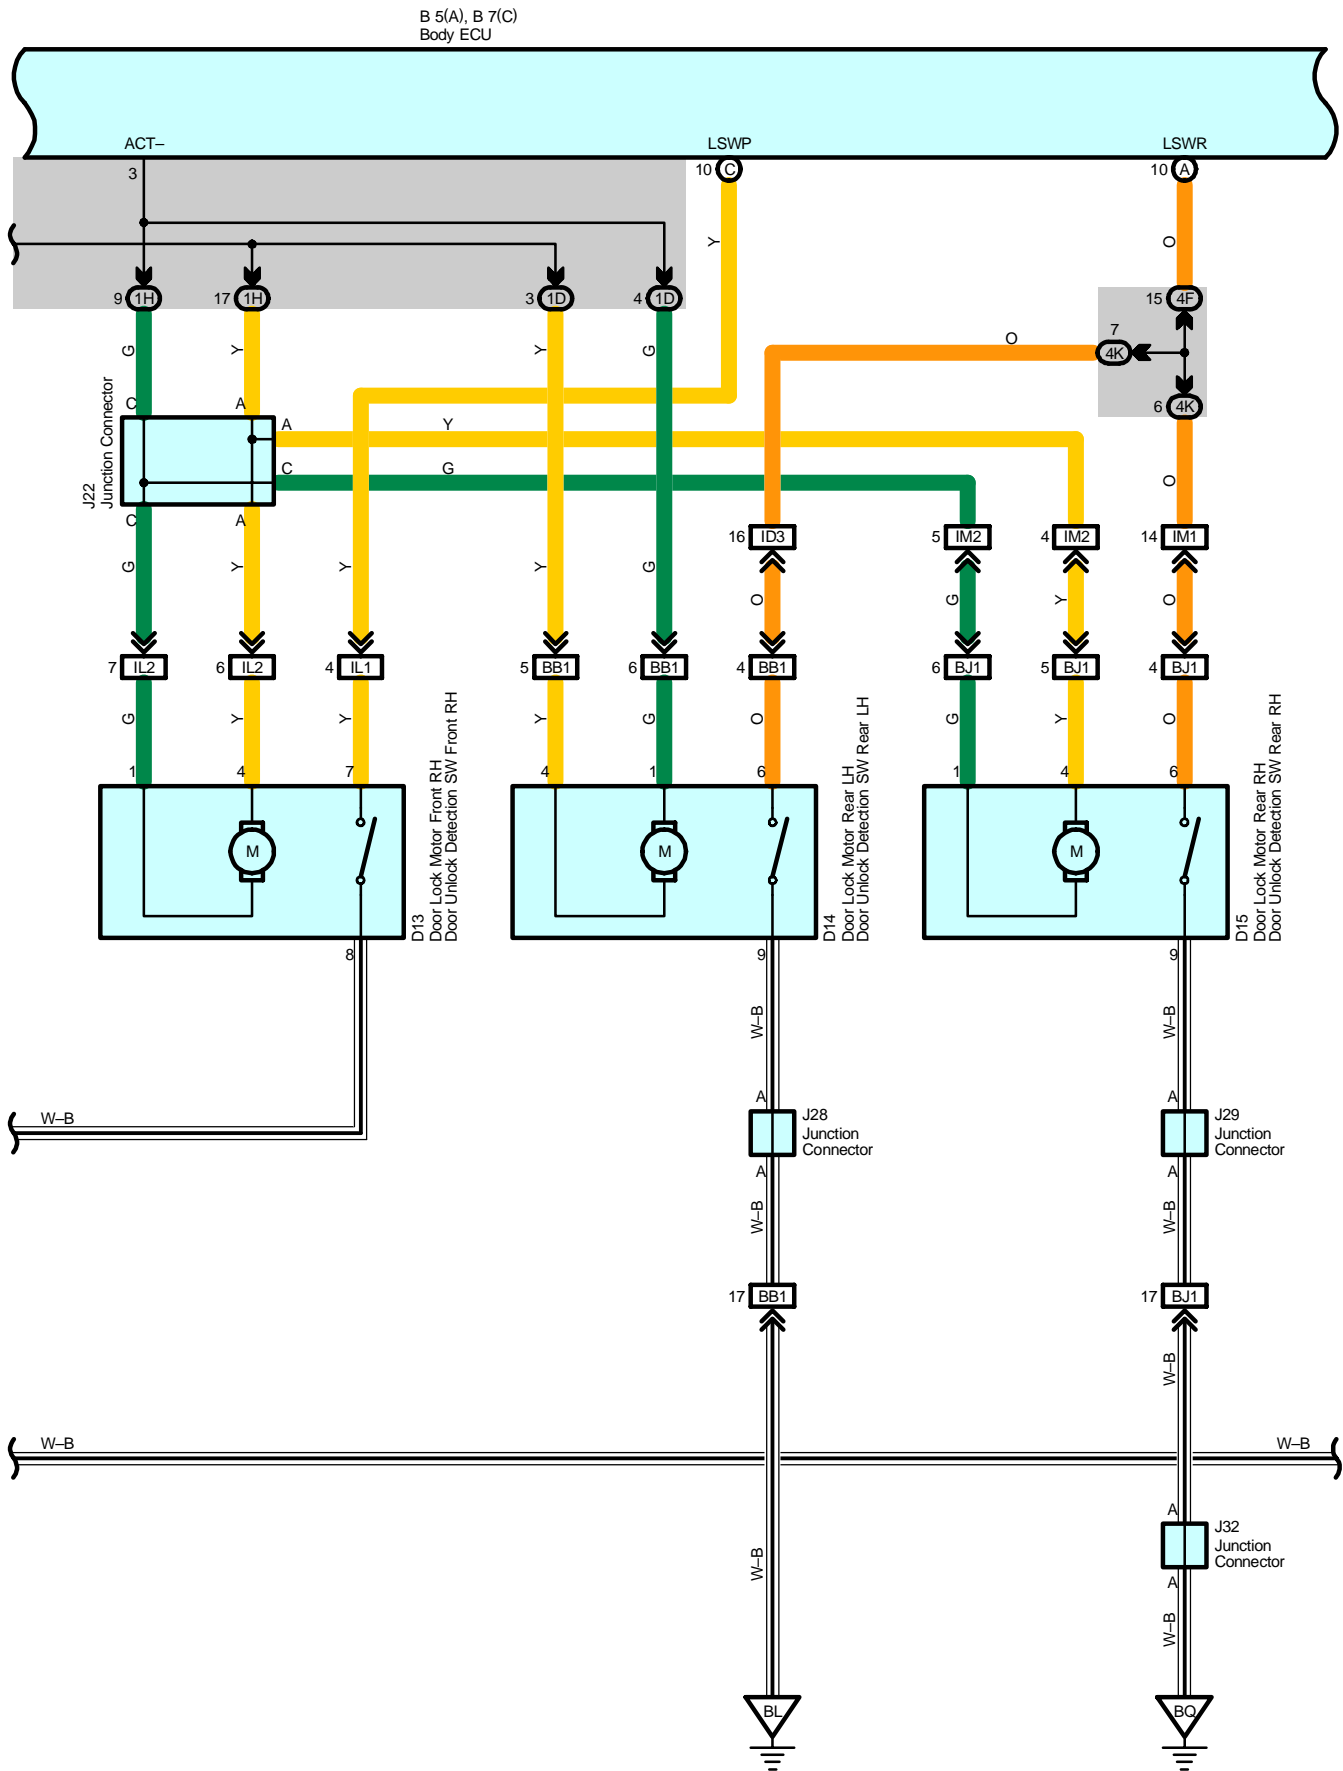 B 5(A), B 7(C)
Body ECU
ACT–
LSWP
LSWR
3
10 C
10 A
Y
O
9 1H
17 1H
3 1D
4 1D
15 4F
7
4K
O
6 4K
G
Y
Y
G
C
A
A
Y
C
G
J22
Junction Connector
C
A
O
16 ID3
5 IM2
4 IM2
14 IM1
G
Y
Y
Y
G
O
G
Y
O
7 IL2
6 IL2
4 IL1
5 BB1
6 BB1
4 BB1
6 BJ1
5 BJ1
4 BJ1
G
Y
Y
Y
G
O
G
Y
O
1
4
7
4
1
6
1
4
6
M
M
M
D13
Door Lock Motor Front RH
Door Unlock Detection SW Front RH
D14
Door Lock Motor Rear LH
Door Unlock Detection SW Rear LH
D15
Door Lock Motor Rear RH
Door Unlock Detection SW Rear RH
8
9
9
W–B
W–B
W–B
A
J28
Junction
Connector
A
A
J29
Junction
Connector
A
W–B
W–B
17 BB1
17 BJ1
W–B
W–B
W–B
A
J32
Junction
Connector
A
W–B
W–B
BL
BQ